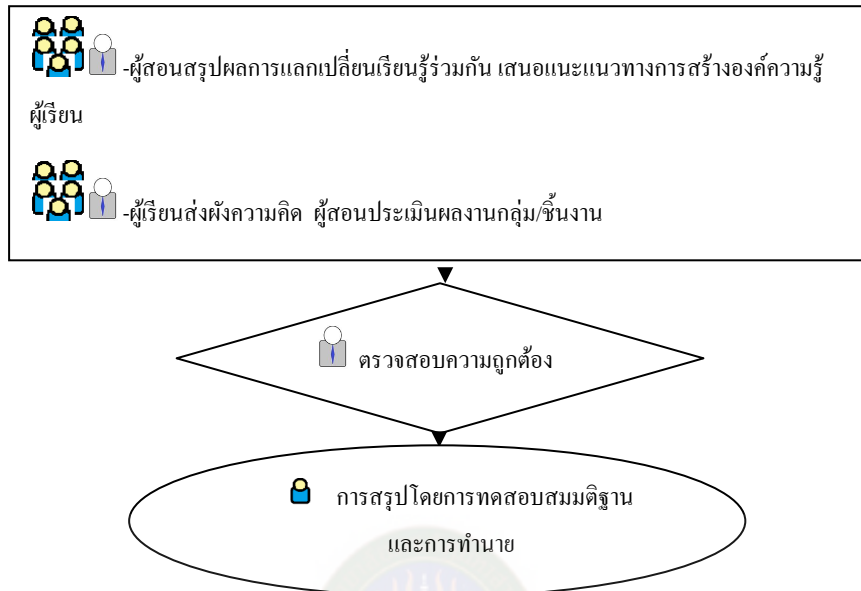 -ผู้สอนสรุปผลการแลกเปลี่ยนเรียนรู้ร่วมกัน เสนอแนะแนวทางการสร้างองค์ความรู้
ผู้เรียน
-ผู้เรียนส่งผังความคิด ผู้สอนประเมินผลงานกลุ่ม/ชิ้นงาน
ตรวจสอบความถูกต้อง
การสรุปโดยการทดสอบสมมติฐาน
และการทำนาย